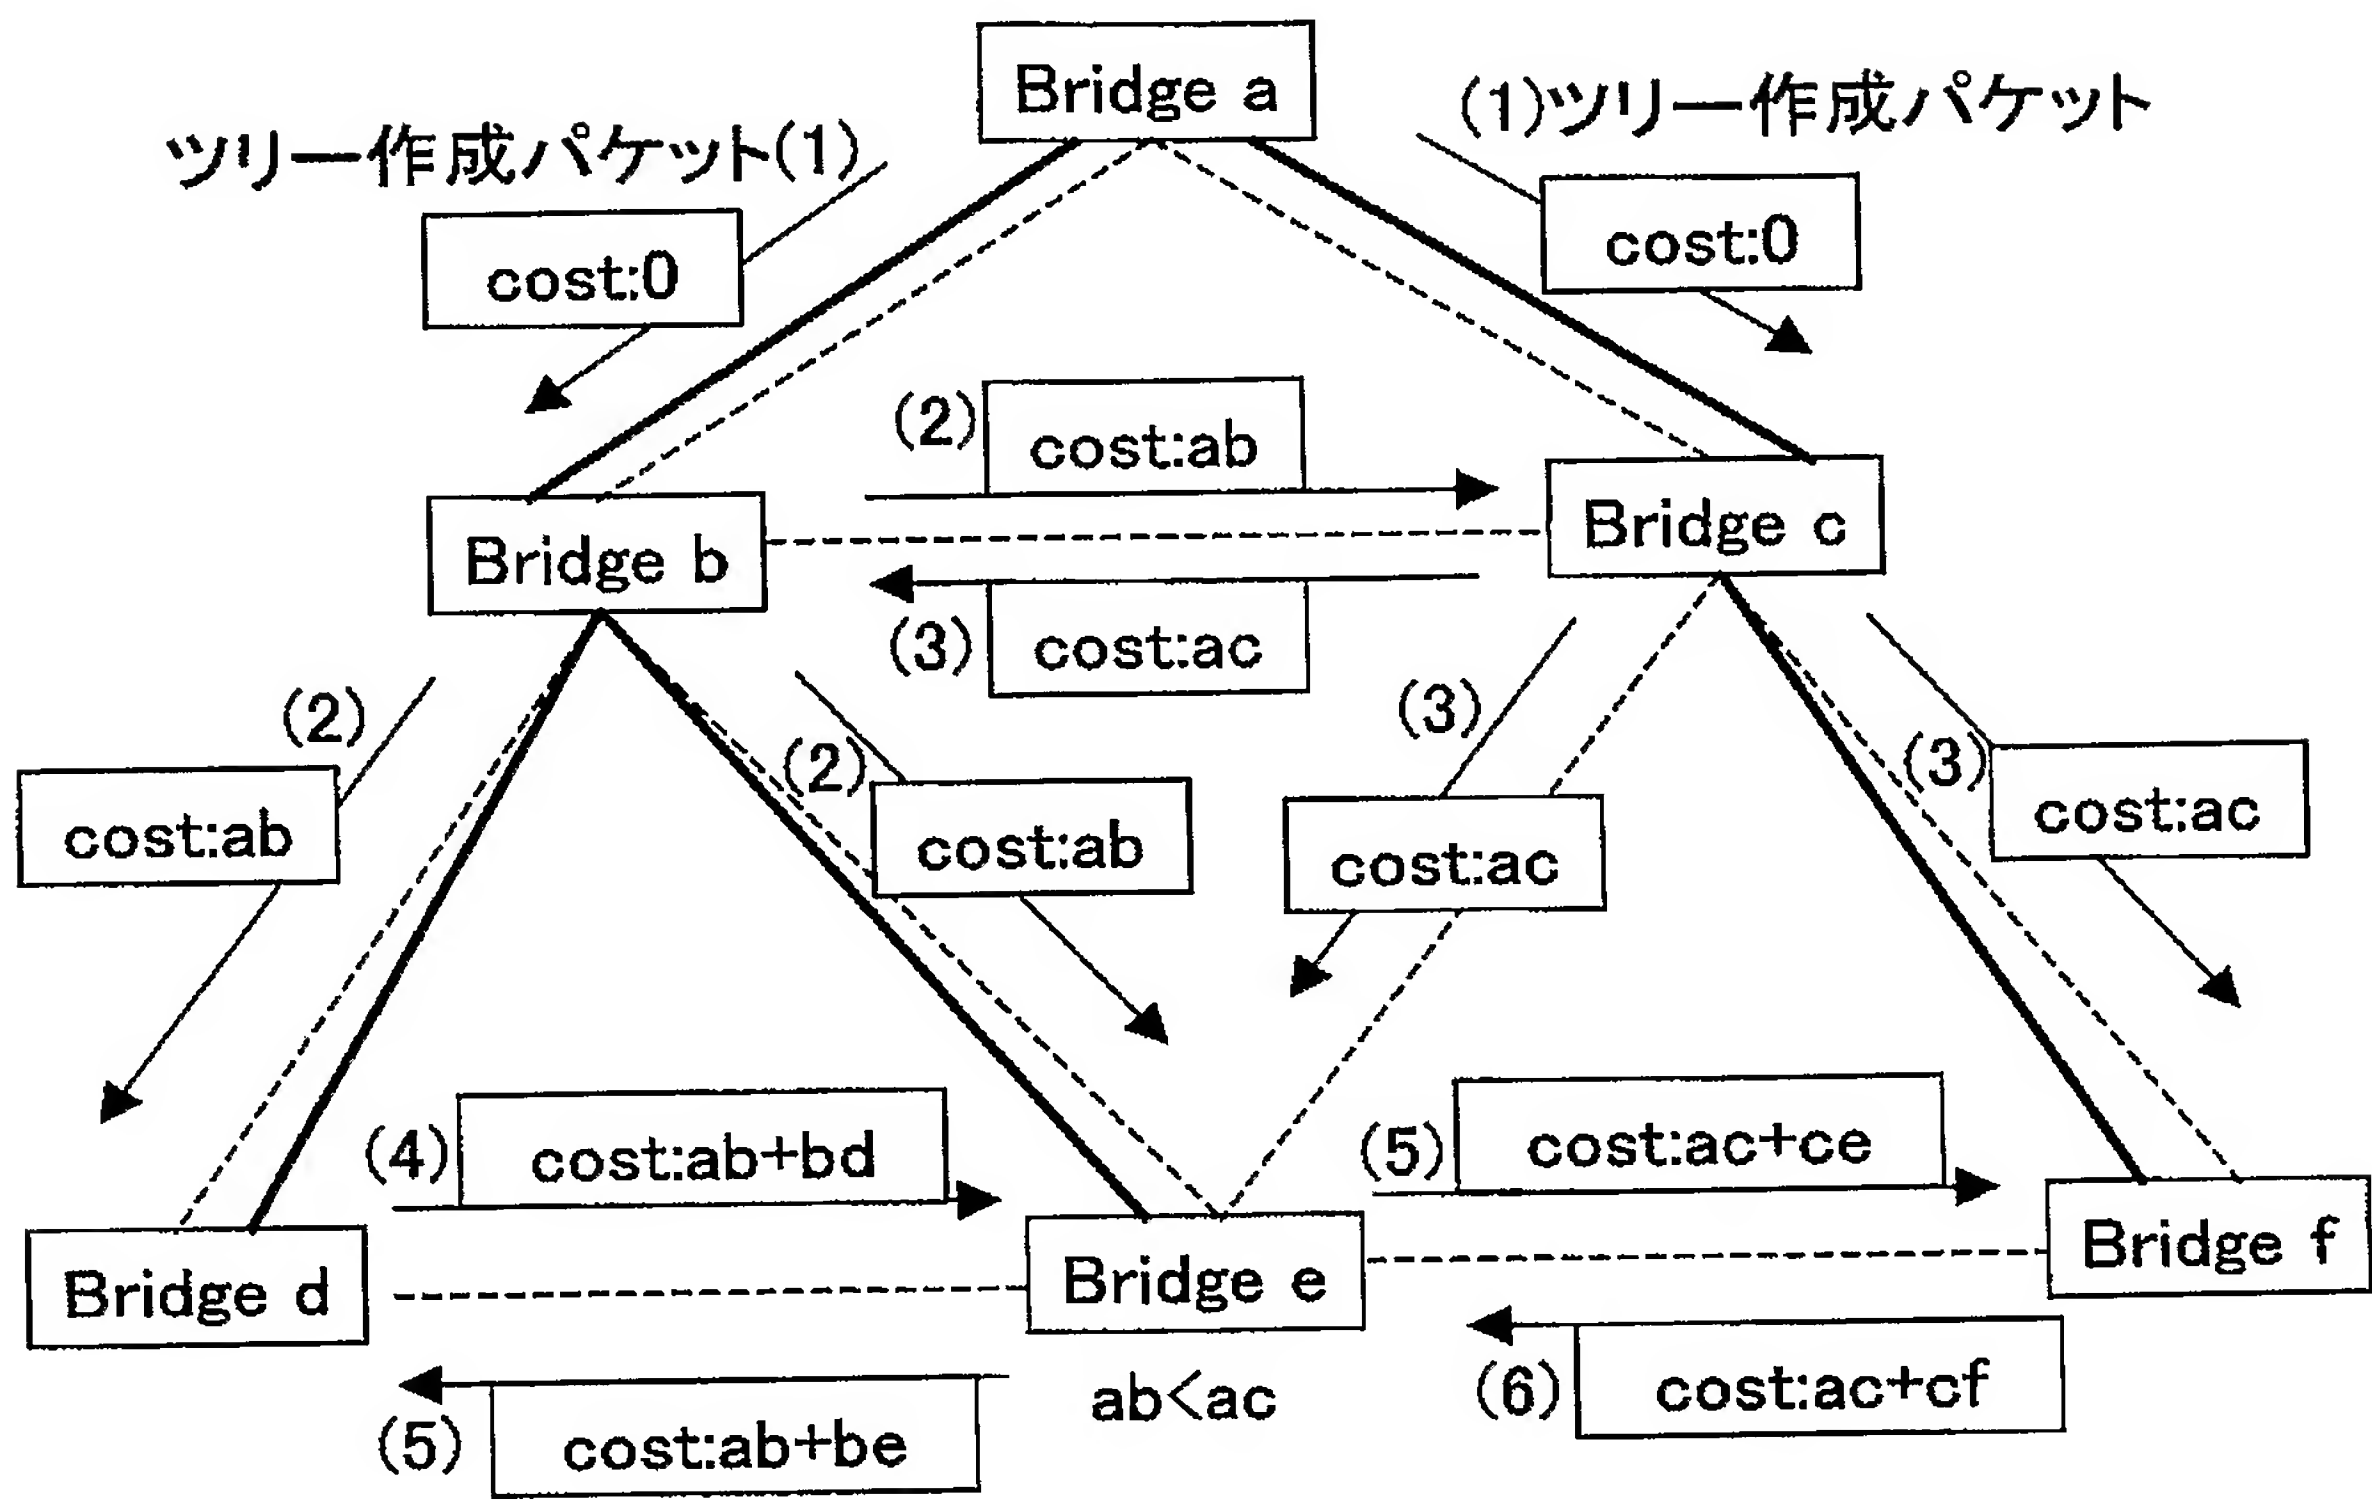 Bridge a
(1)ツリー作成パケット
ツリー作成パケット(1)
cost:0
cost:0
(2)
cost:ab
Bridge b
Bridge c
(3)
cost:ac
(2)
cost:ab
(2)
cost:ab
(3)
cost:ac
(3)
cost:ac
(4)
cost:ab+bd
(5)
cost:ac+ce
Bridge d
Bridge e
Bridge f
(5)
cost:ab+be
ab<ac
(6)
cost:ac+cf